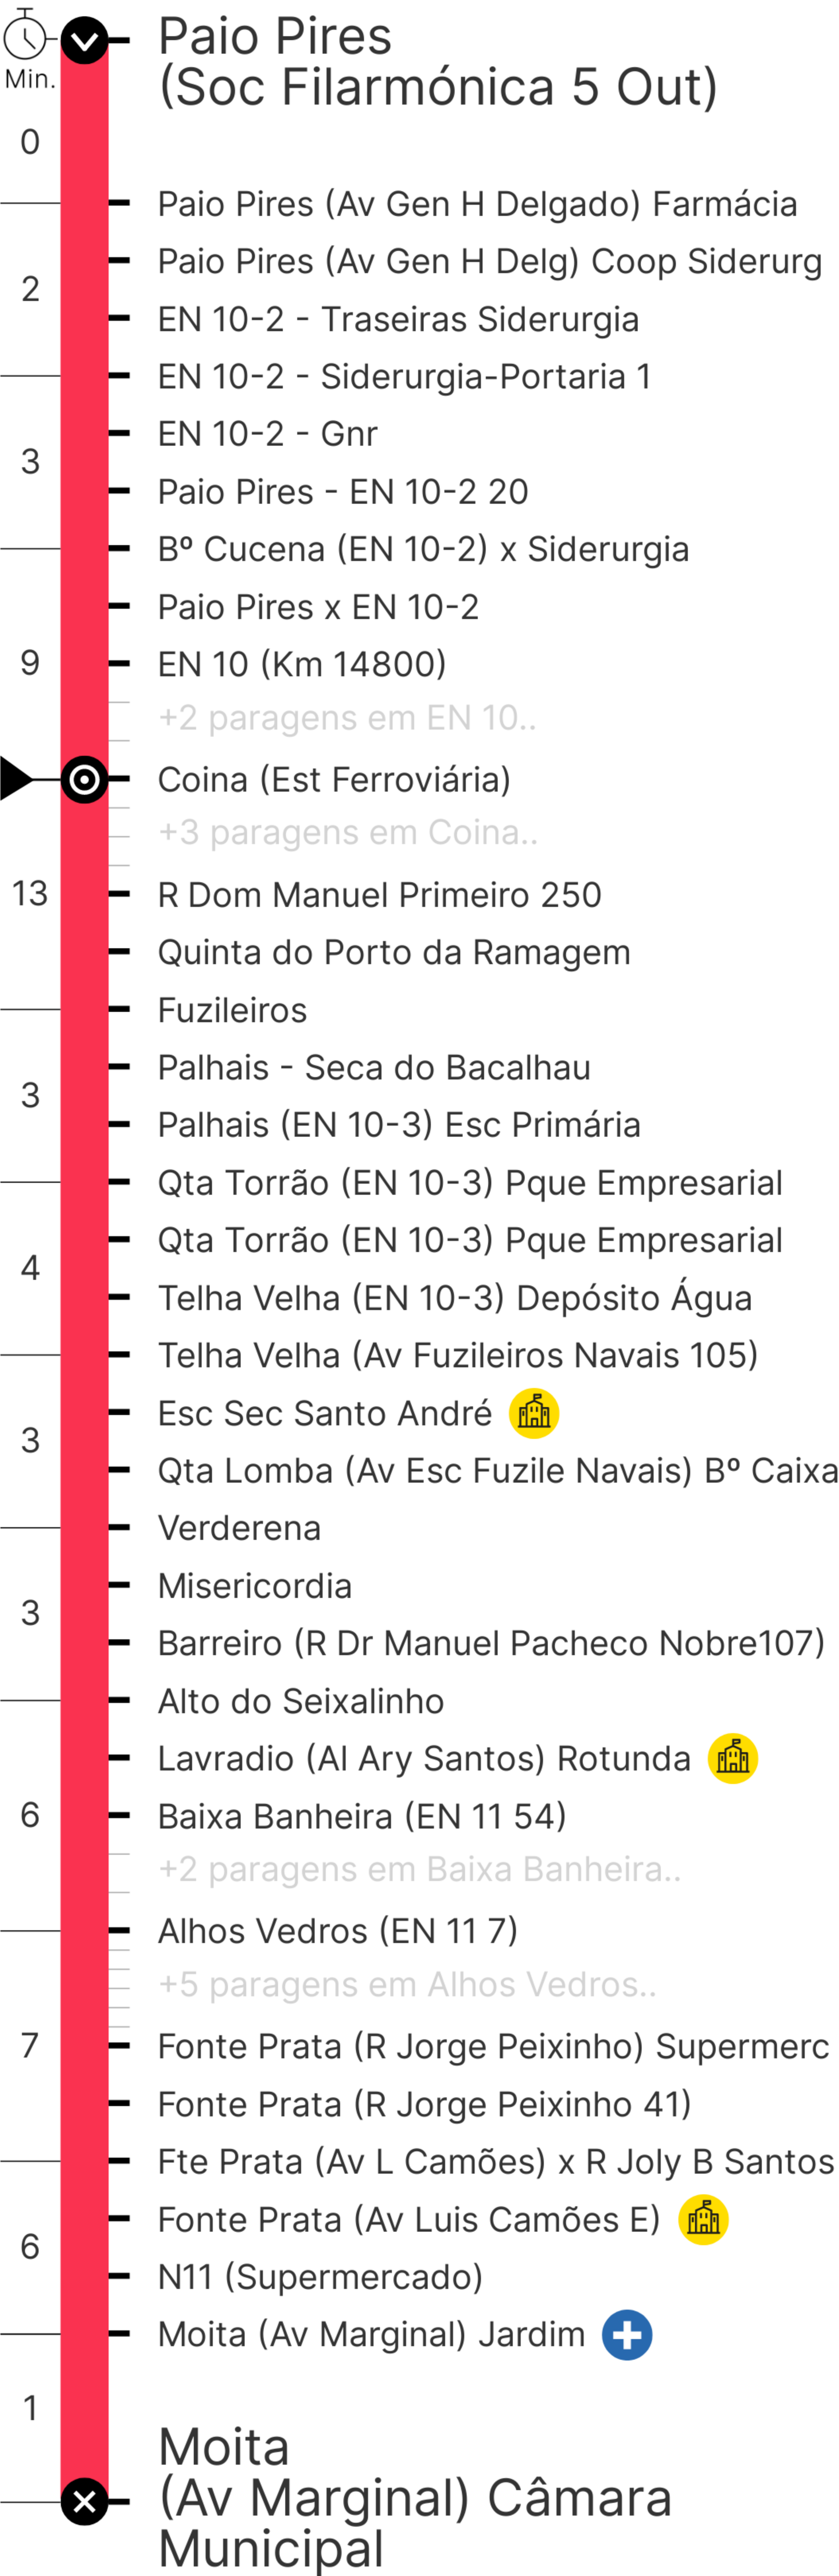 Paio Pires
(Soc Filarmónica 5 Out)
Min.
0
Paio Pires (Av Gen H Delgado) Farmácia
Paio Pires (Av Gen H Delg) Coop Siderurg
2
EN 10-2 - Traseiras Siderurgia
EN 10-2 - Siderurgia-Portaria 1
EN 10-2 - Gnr
3
Paio Pires - EN 10-2 20
Bº Cucena (EN 10-2) x Siderurgia
Paio Pires x EN 10-2
9
EN 10 (Km 14800)
+2 paragens em EN 10..
Coina (Est Ferroviária)
+3 paragens em Coina..
13
R Dom Manuel Primeiro 250
Quinta do Porto da Ramagem
Fuzileiros
Palhais - Seca do Bacalhau
3
Palhais (EN 10-3) Esc Primária
Qta Torrão (EN 10-3) Pque Empresarial
Qta Torrão (EN 10-3) Pque Empresarial
4
Telha Velha (EN 10-3) Depósito Água
Telha Velha (Av Fuzileiros Navais 105)
Esc Sec Santo André
3
Qta Lomba (Av Esc Fuzile Navais) Bº Caixa
Verderena
Misericordia
3
Barreiro (R Dr Manuel Pacheco Nobre107)
Alto do Seixalinho
Lavradio (Al Ary Santos) Rotunda
6
Baixa Banheira (EN 11 54)
+2 paragens em Baixa Banheira..
Alhos Vedros (EN 11 7)
+5 paragens em Alhos Vedros..
7
Fonte Prata (R Jorge Peixinho) Supermerc
Fonte Prata (R Jorge Peixinho 41)
Fte Prata (Av L Camões) x R Joly B Santos
Fonte Prata (Av Luis Camões E)
6
N11 (Supermercado)
Moita (Av Marginal) Jardim
1
Moita
(Av Marginal) Câmara
Municipal